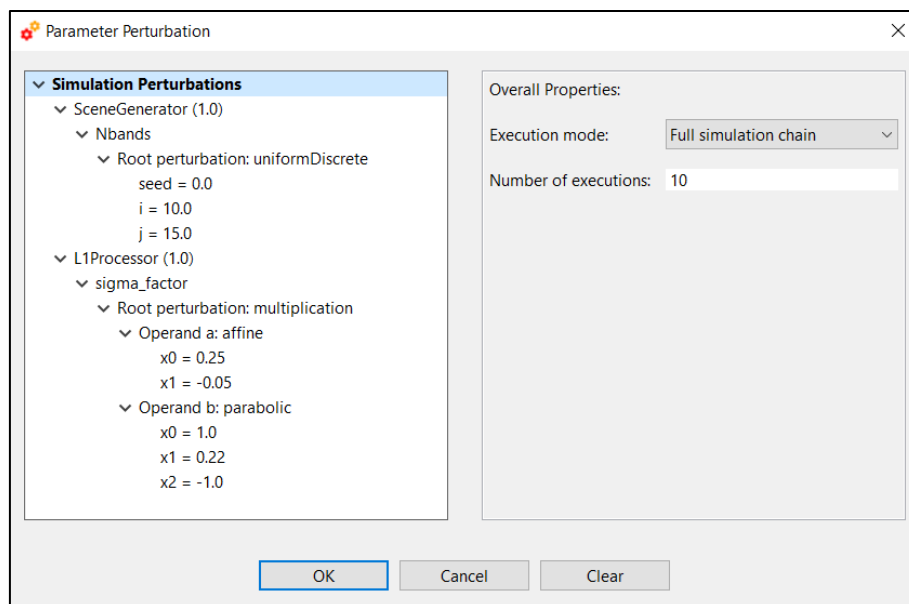 Parameter Perturbation
Simulation Perturbations
SceneGenerator (1.0)
Nbands
Root perturbation: uniformDiscrete
seed = 0.0
i = 10.0
j = 15.0
L1Processor (1.0)
sigma_factor
Root perturbation: multiplication
Operand a: affine
x0 = 0.25
x1 = -0.05
Operand b: parabolic
x0 = 1.0
x1 = 0.22
x2 = -1.0
Overall Properties:
Execution mode: Full simulation chain
Number of executions: 10
OK Cancel Clear